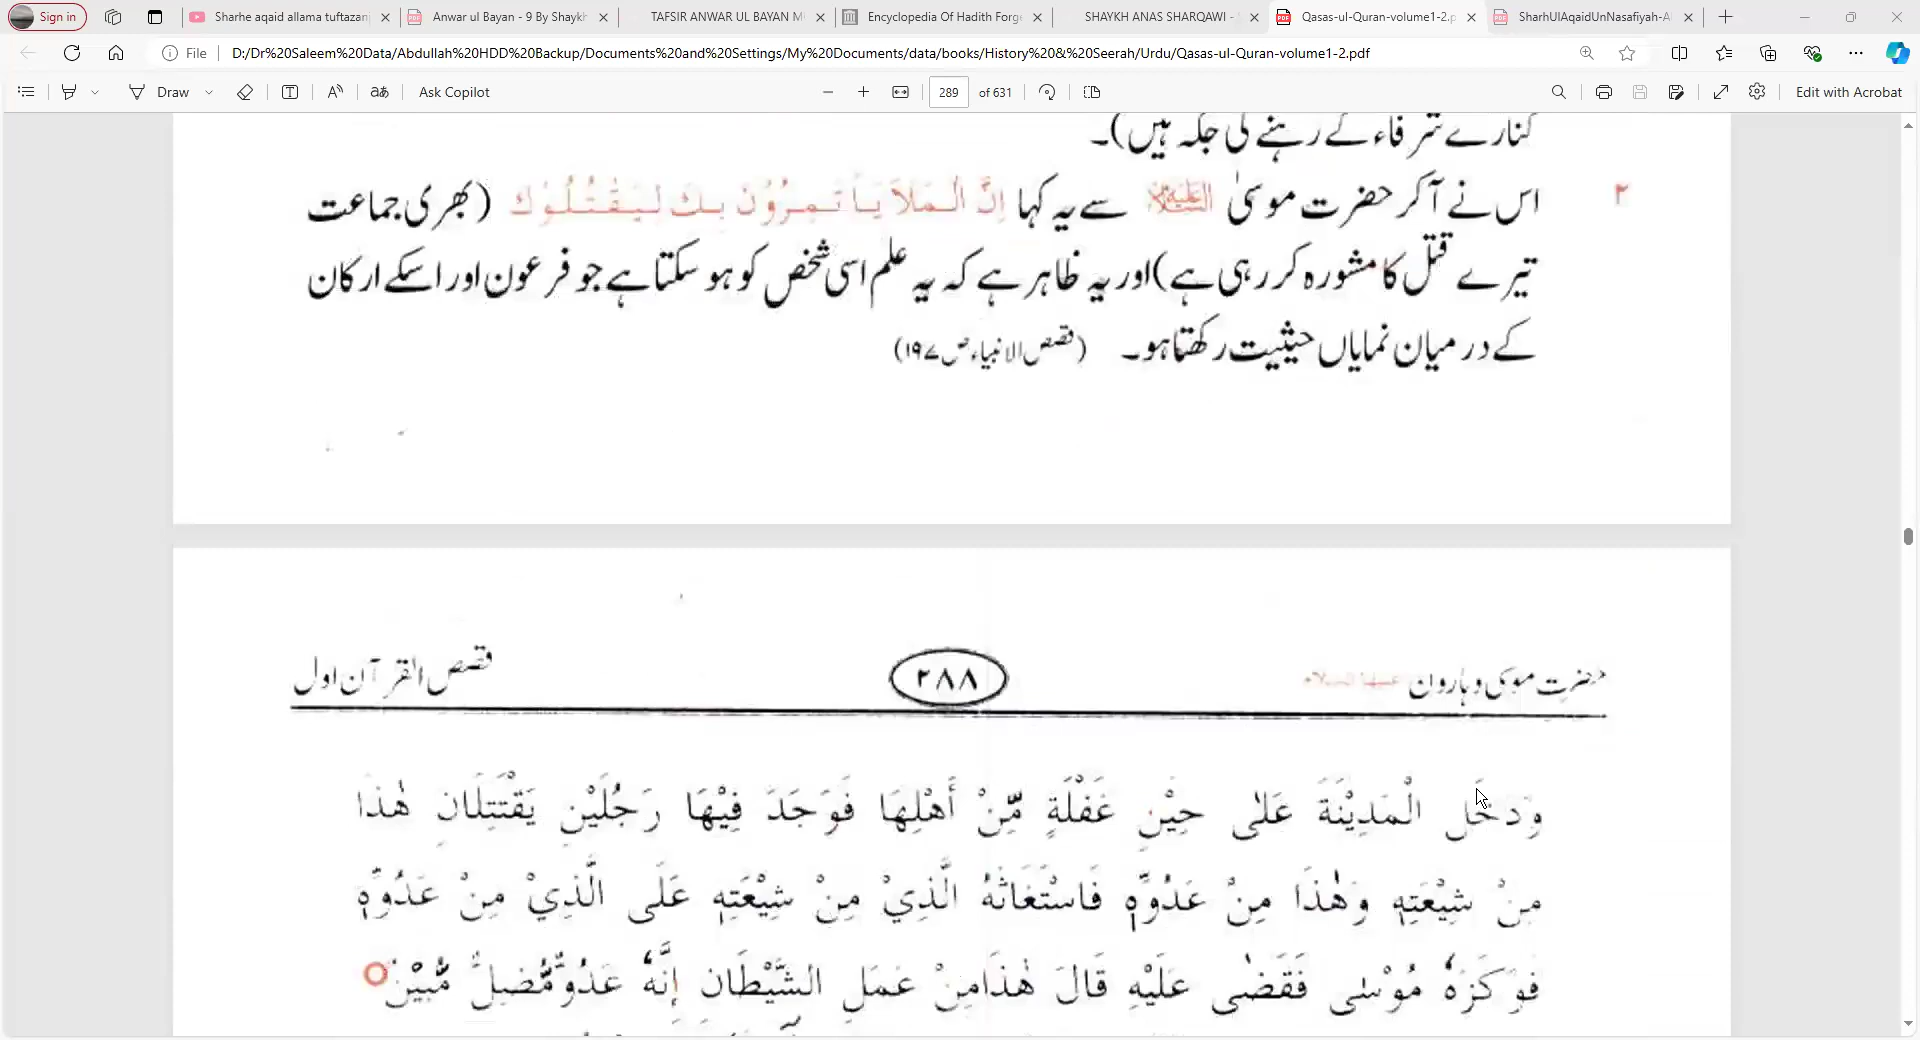 Sign in
Sharhe aqaid allama tuftazan
Anwar ul Bayan - 9 By Shaykh
TAFSIR ANWAR UL BAYAN M
Encyclopedia Of Hadith Forge
SHAYKH ANAS SHARQAWI -
Qasas-ul-Quran-volume1-2.p
SharhUlAqaidUnNasafiyah-A
File
D:/Dr%20Saleem%20Data/Abdullah%20HDD%20Backup/Documents%20and%20Settings/My%20Documents/data/books/History%20&%20Seerah/Urdu/Qasas-ul-Quran-volume1-2.pdf
Draw
Ask Copilot
289 of 631
Edit with Acrobat
کنارے شرفاء کے رہنے کی جگہ ہیں)۔
۲ اس نے آکر حضرت موسیٰ علیہ السلام سے یہ کہا اِنَّ الْمَلَاَ یَاْتَمِرُوْنَ بِكَ لِیَقْتُلُوْكَ (بھری جماعت
تیرے قتل کا مشورہ کر رہی ہے) اور یہ ظاہر ہے کہ یہ علم اسی شخص کو ہو سکتا ہے جو فرعون اور اسکے ارکان
کے درمیان نمایاں حیثیت رکھتا ہو۔ (قصص الانبیاء ص ۱۹۷)
حضرت موسیٰ و ہارون علیہما السلام
۲۸۸
قصص القرآن اول
وَدَخَلَ الْمَدِیْنَةَ عَلٰی حِیْنِ غَفْلَةٍ مِّنْ أَهْلِهَا فَوَجَدَ فِیْهَا رَجُلَیْنِ یَقْتَتِلَانِ هٰذَا
مِنْ شِیْعَتِهٖ وَهٰذَا مِنْ عَدُوِّهٖ فَاسْتَغَاثَهُ الَّذِيْ مِنْ شِیْعَتِهٖ عَلَی الَّذِيْ مِنْ عَدُوِّهٖ
فَوَكَزَهٗ مُوْسٰی فَقَضٰی عَلَیْهِ قَالَ هٰذَا مِنْ عَمَلِ الشَّیْطَانِ إِنَّهٗ عَدُوٌّ مُّضِلٌّ مُّبِیْنٌ